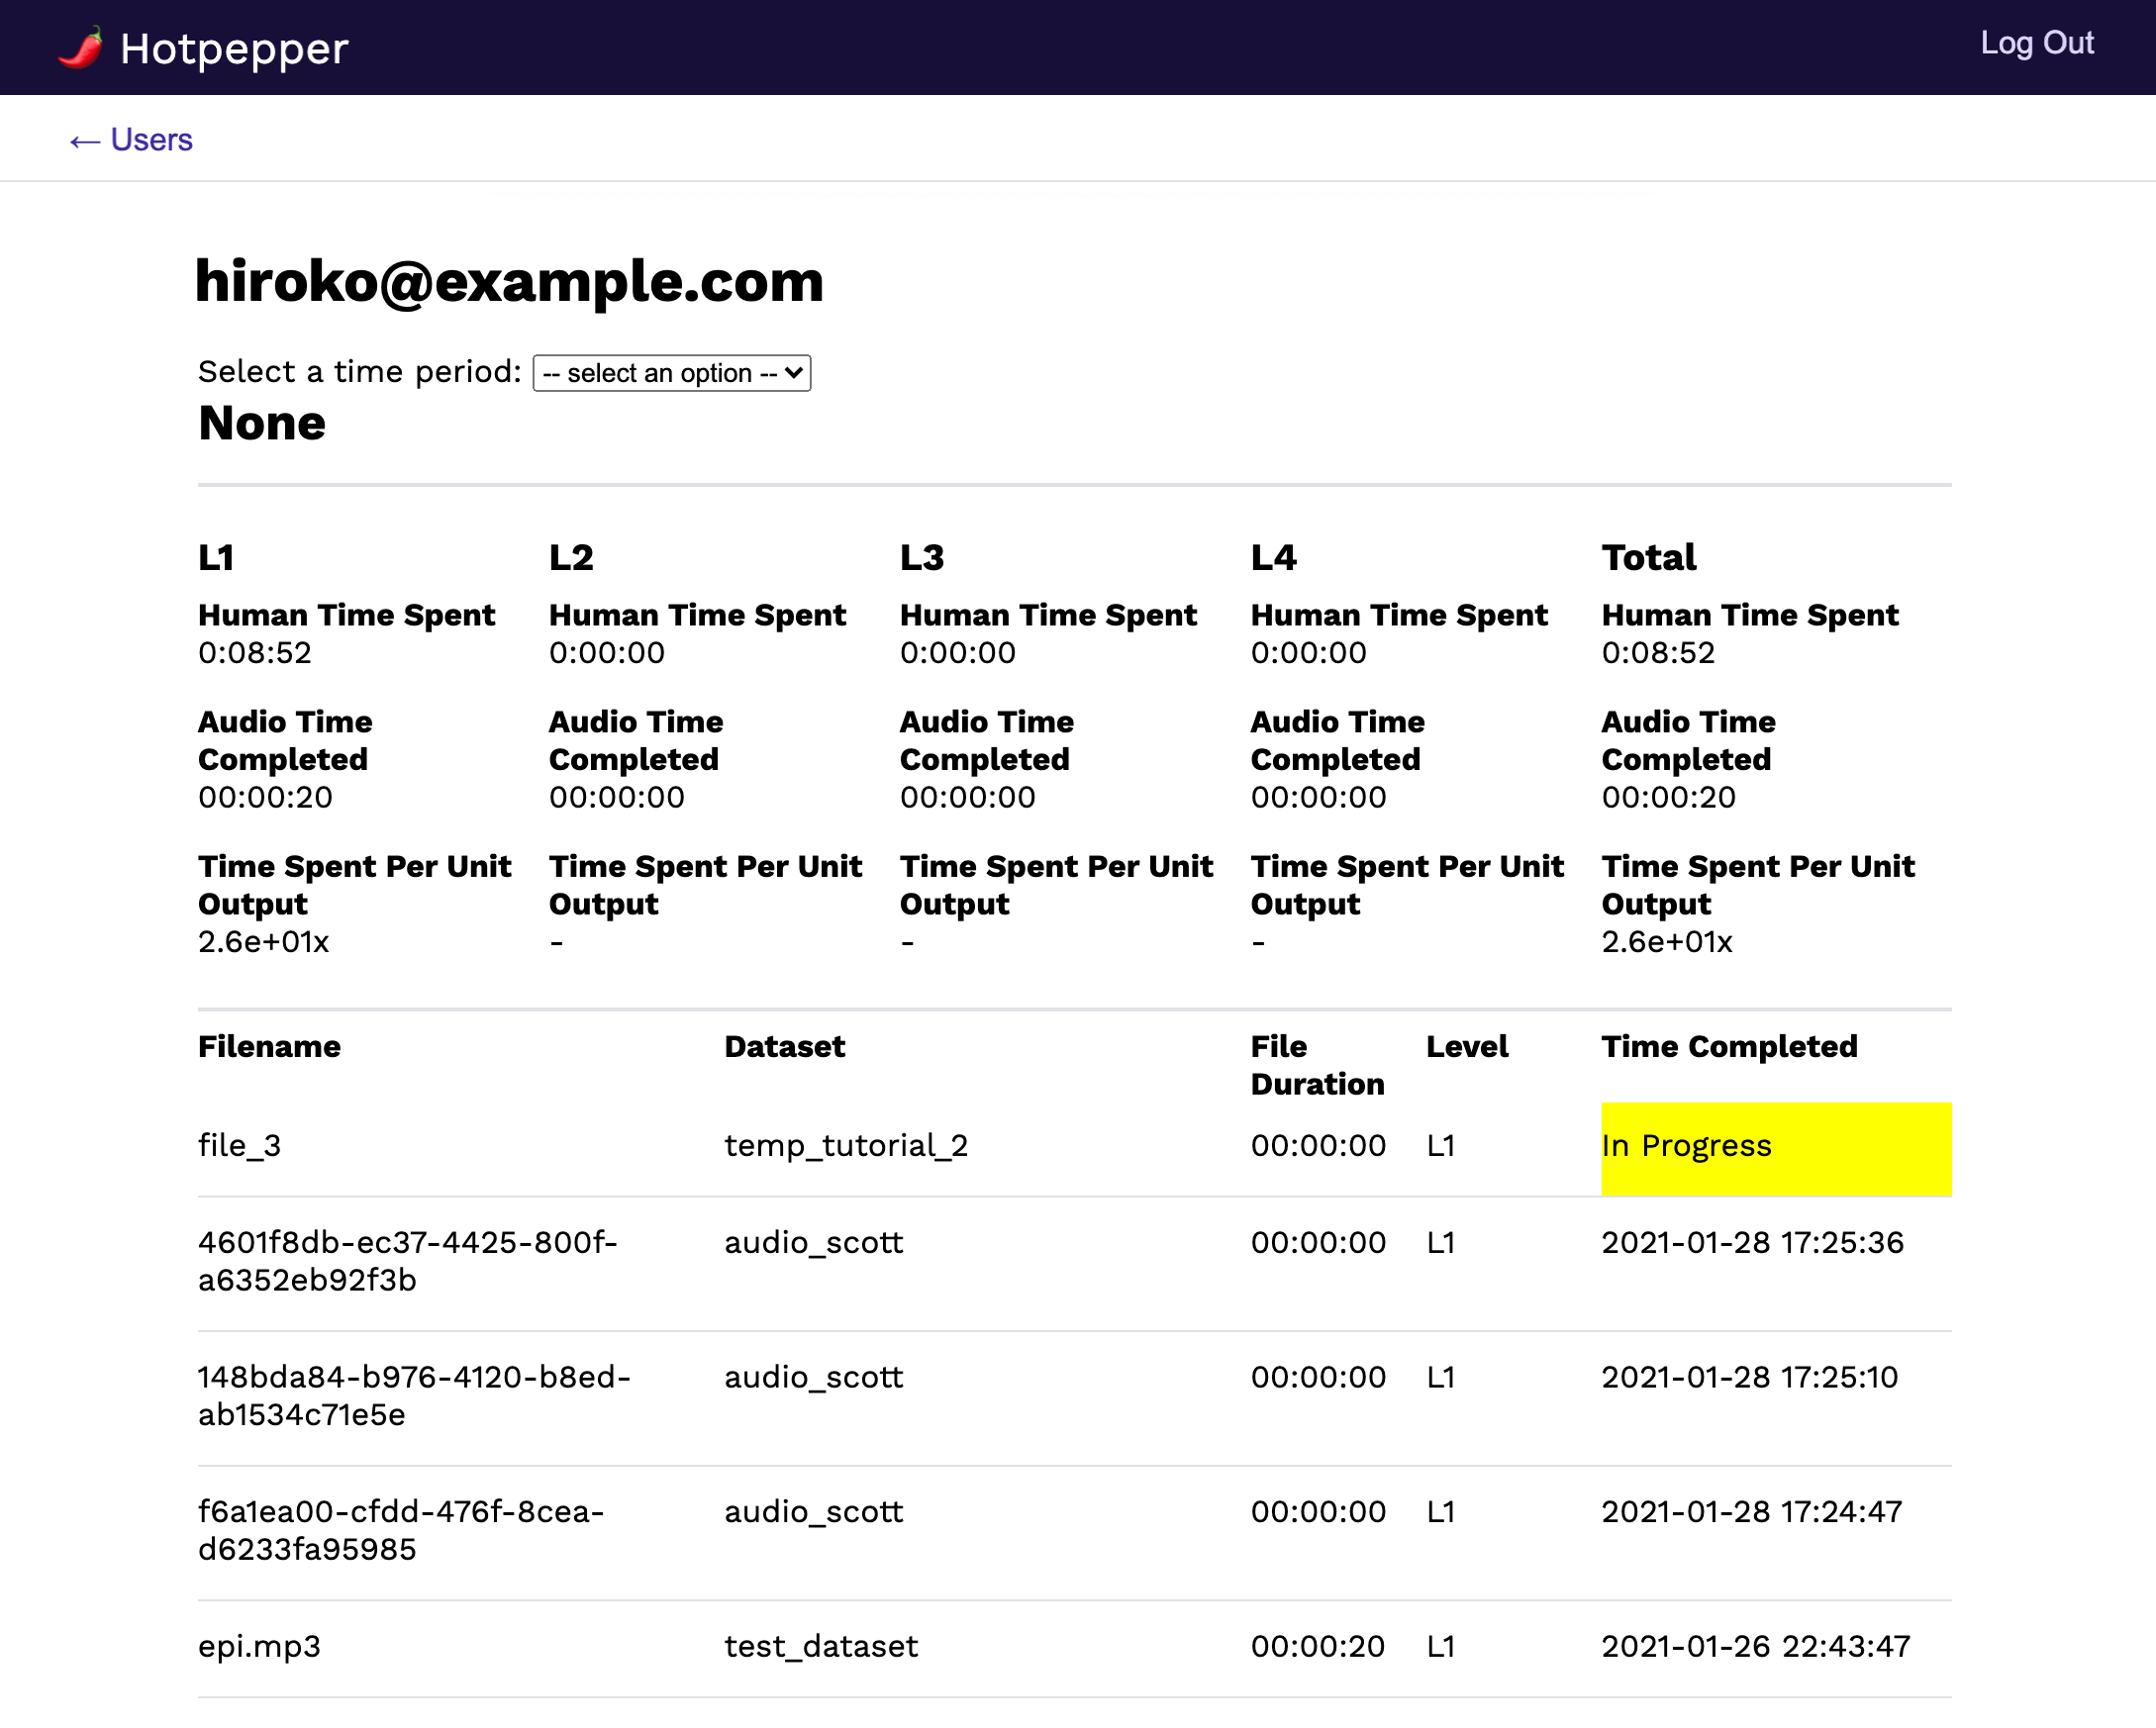 Hotpepper
Log Out
← Users
hiroko@example.com
Select a time period: -- select an option --
None
L1 L2 L3 L4 Total
Human Time Spent Human Time Spent Human Time Spent Human Time Spent Human Time Spent
0:08:52 0:00:00 0:00:00 0:00:00 0:08:52
Audio Time Audio Time Audio Time Audio Time Audio Time
Completed Completed Completed Completed Completed
00:00:20 00:00:00 00:00:00 00:00:00 00:00:20
Time Spent Per Unit Time Spent Per Unit Time Spent Per Unit Time Spent Per Unit Time Spent Per Unit
Output Output Output Output Output
2.6e+01x - - - 2.6e+01x
Filename Dataset File Level Time Completed
Duration
file_3 temp_tutorial_2 00:00:00 L1 In Progress
4601f8db-ec37-4425-800f- audio_scott 00:00:00 L1 2021-01-28 17:25:36
a6352eb92f3b
148bda84-b976-4120-b8ed- audio_scott 00:00:00 L1 2021-01-28 17:25:10
ab1534c71e5e
f6a1ea00-cfdd-476f-8cea- audio_scott 00:00:00 L1 2021-01-28 17:24:47
d6233fa95985
epi.mp3 test_dataset 00:00:20 L1 2021-01-26 22:43:47